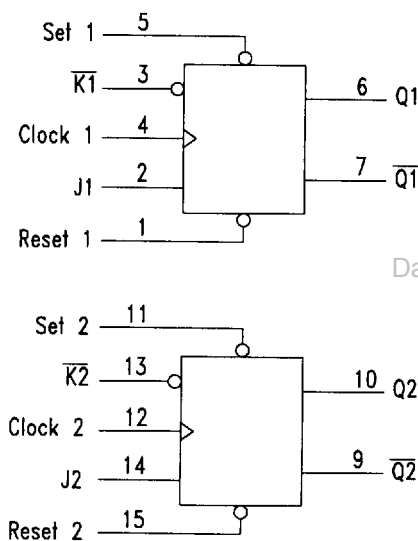 Set 1 5
K1 3
6 Q1
Clock 1 4
J1 2
7 Q1
Reset 1 1
Da
Set 2 11
K2 13
10 Q2
Clock 2 12
J2 14
9 Q2
Reset 2 15